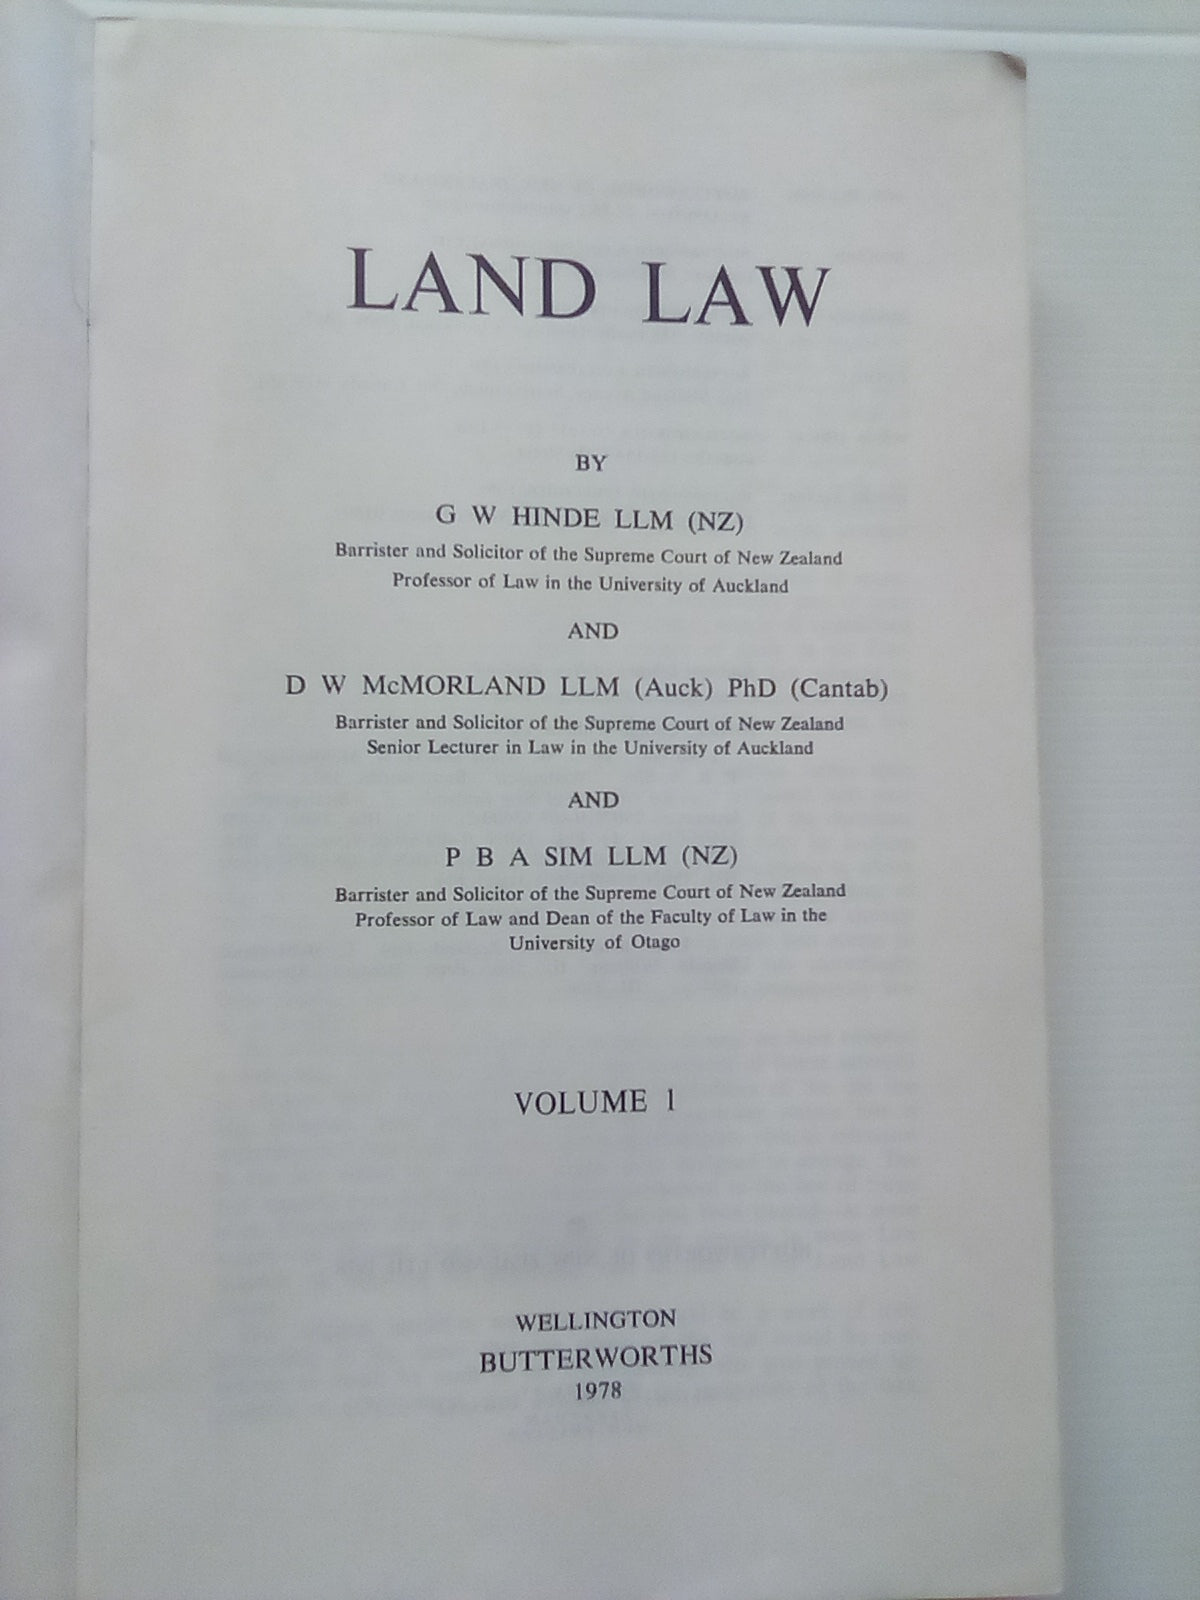 LAND LAW
BY
G W HINDE LLM (NZ)
Barrister and Solicitor of the Supreme Court of New Zealand
Professor of Law in the University of Auckland
AND
D W McMORLAND LLM (Auck) PhD (Cantab)
Barrister and Solicitor of the Supreme Court of New Zealand
Senior Lecturer in Law in the University of Auckland
AND
P B A SIM LLM (NZ)
Barrister and Solicitor of the Supreme Court of New Zealand
Professor of Law and Dean of the Faculty of Law in the
University of Otago
VOLUME 1
WELLINGTON
BUTTERWORTHS
1978